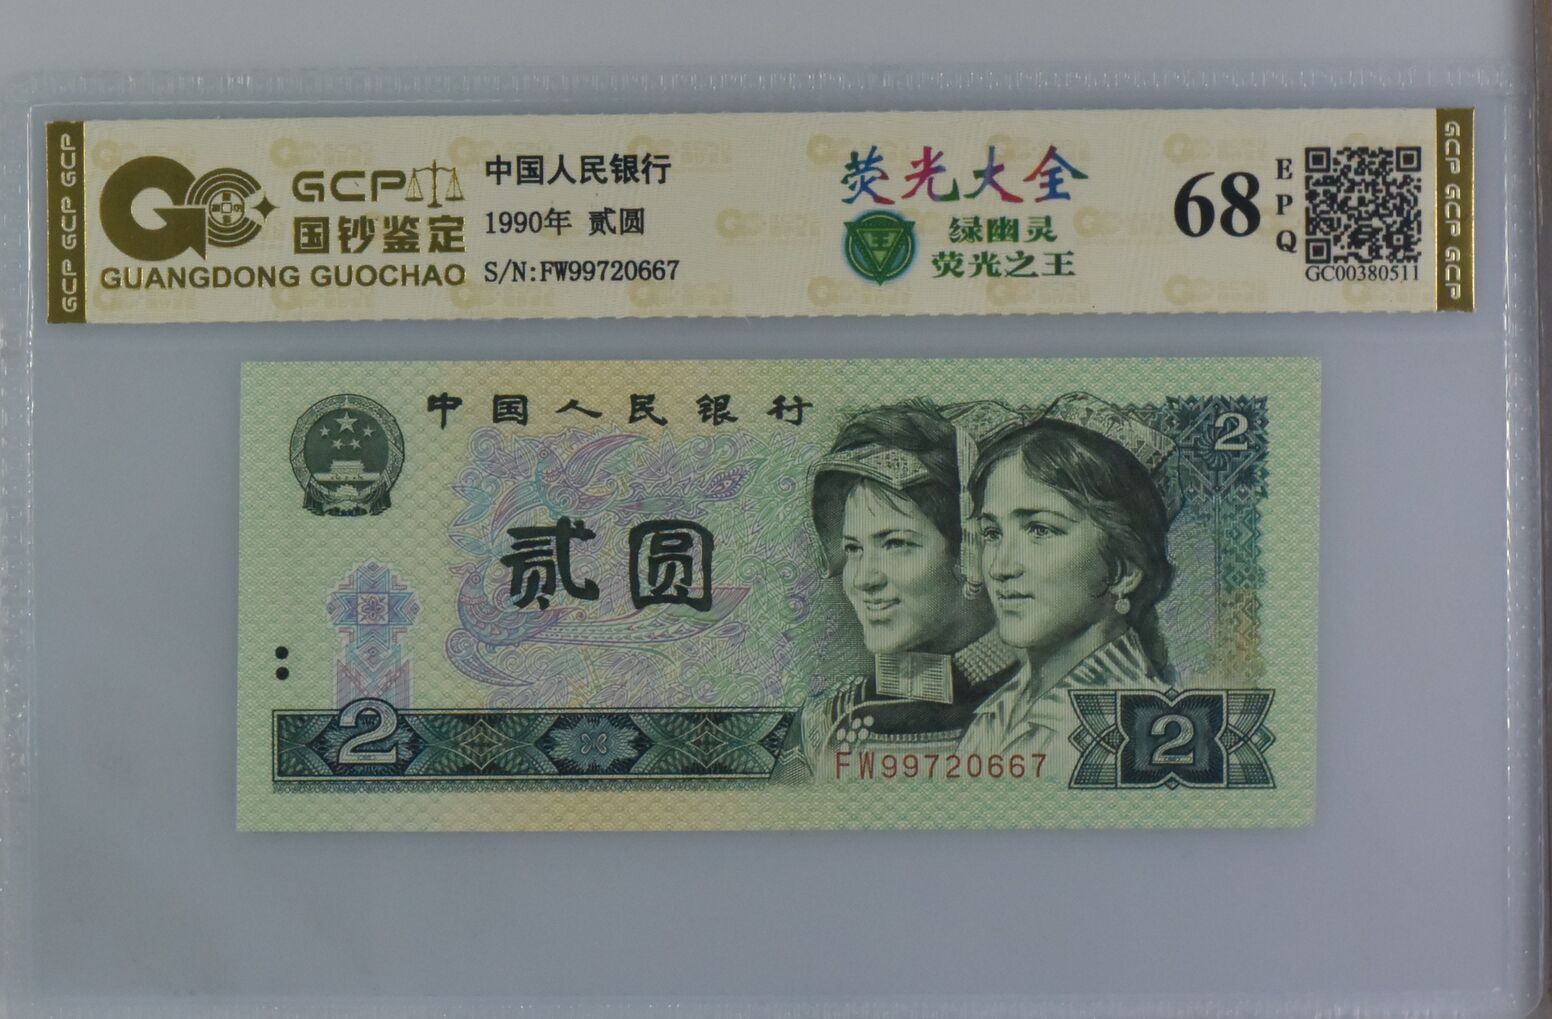 GCP GCP GCP
GCP
国钞鉴定
GUANGDONG GUOCHAO
中国人民银行
1990年 贰圆
S/N:FW99720667
荧光大全
王
绿幽灵
荧光之王
68
EPQ
GC00380511
GCP GCP GCP
中国人民银行
2
贰圆
2
FW99720667
2